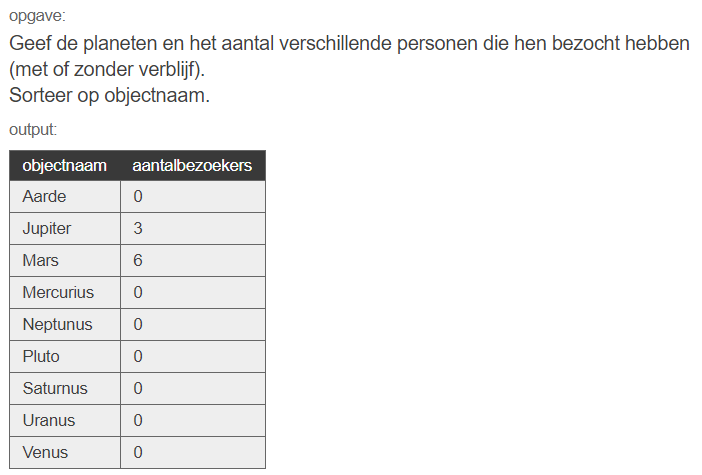 opgave:
Geef de planeten en het aantal verschillende personen die hen bezocht hebben
(met of zonder verblijf).
Sorteer op objectnaam.
output:
objectnaam aantalbezoekers
Aarde 0
Jupiter 3
Mars 6
Mercurius 0
Neptunus 0
Pluto 0
Saturnus 0
Uranus 0
Venus 0